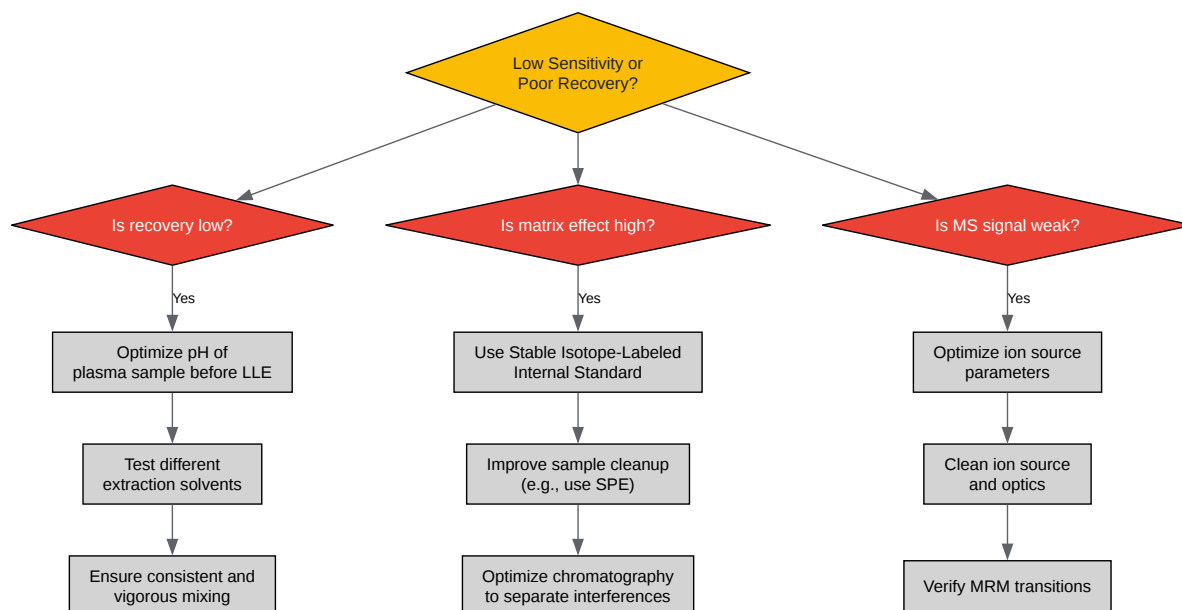 Low Sensitivity or
Poor Recovery?
Is recovery low?
Is matrix effect high?
Is MS signal weak?
Yes
Yes
Yes
Optimize pH of
plasma sample before LLE
Use Stable Isotope-Labeled
Internal Standard
Optimize ion source
parameters
Test different
extraction solvents
Improve sample cleanup
(e.g., use SPE)
Clean ion source
and optics
Ensure consistent and
vigorous mixing
Optimize chromatography
to separate interferences
Verify MRM transitions